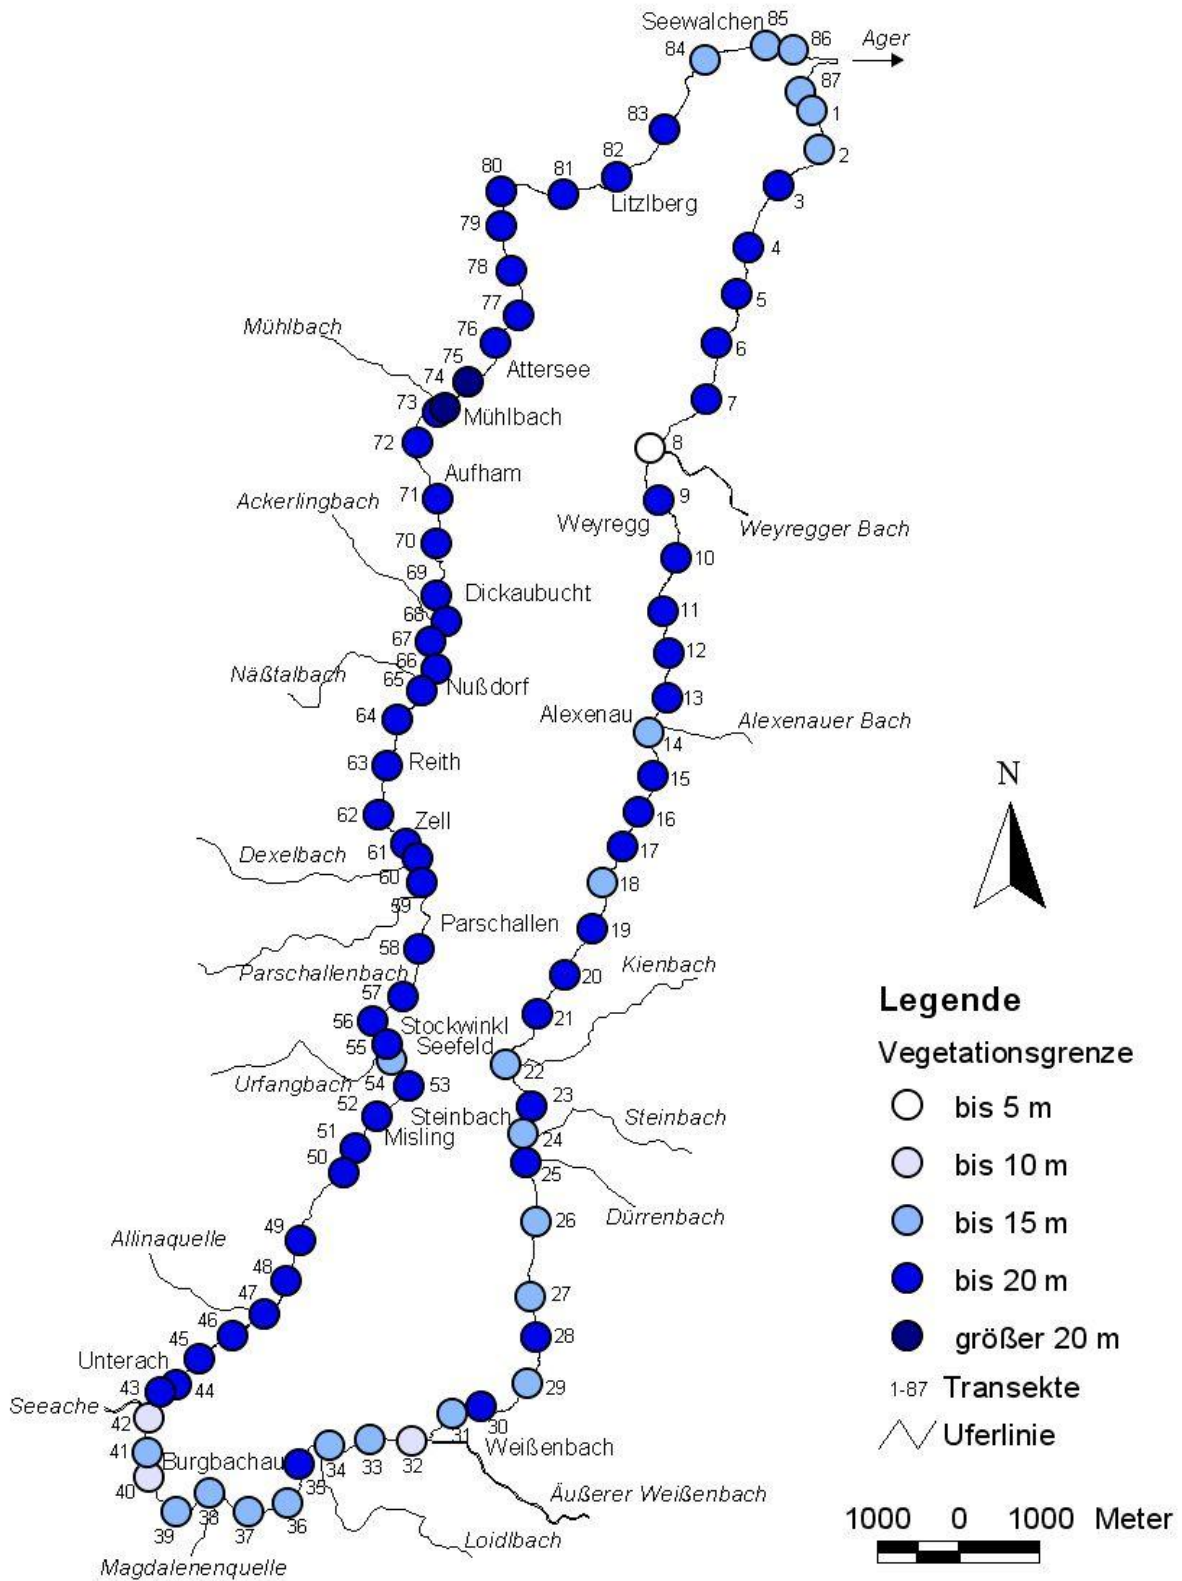 Seewalchen
85
86
84
Ager
87
1
83
2
82
81
80
3
Litzlberg
79
4
78
5
77
Mühlbach
76
6
75
Attersee
74
7
73
Mühlbach
72
8
Aufham
71
9
Ackerlingbach
Weyregg
Weyregger Bach
70
10
69
Dickaubucht
68
11
67
12
66
Näßtalbach
65
Nußdorf
13
64
Alexenau
Alexenauer Bach
14
63
Reith
15
N
62
Zell
16
61
17
Dexelbach
60
18
59
Parschallen
19
58
Kienbach
Parschallenbach
20
57
Legende
56
Stockwinkl
21
55
Seefeld
Vegetationsgrenze
Urfangbach
54
53
22
52
Steinbach
23
bis 5 m
Steinbach
51
Misling
24
50
25
bis 10 m
Dürrenbach
26
bis 15 m
49
Allinaquelle
48
27
bis 20 m
47
46
28
45
größer 20 m
Unterach
43
44
29
1-87 Transekte
Seeache
42
30
31
Uferlinie
41
Burgbachau
34
33
32
Weißenbach
40
35
Äußerer Weißenbach
39
38
37
36
Loidlbach
Magdalenenquelle
1000 0 1000 Meter